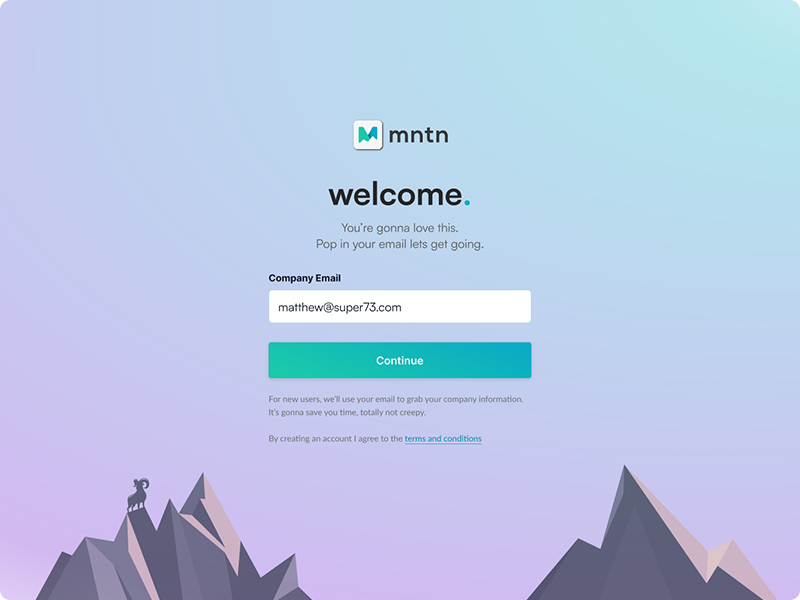 mntn
welcome.
You're gonna love this.
Pop in your email lets get going.
Company Email
matthew@super73.com
Continue
For new users, we'll use your email to grab your company information.
It's gonna save you time, totally not creepy.
By creating an account I agree to the terms and conditions